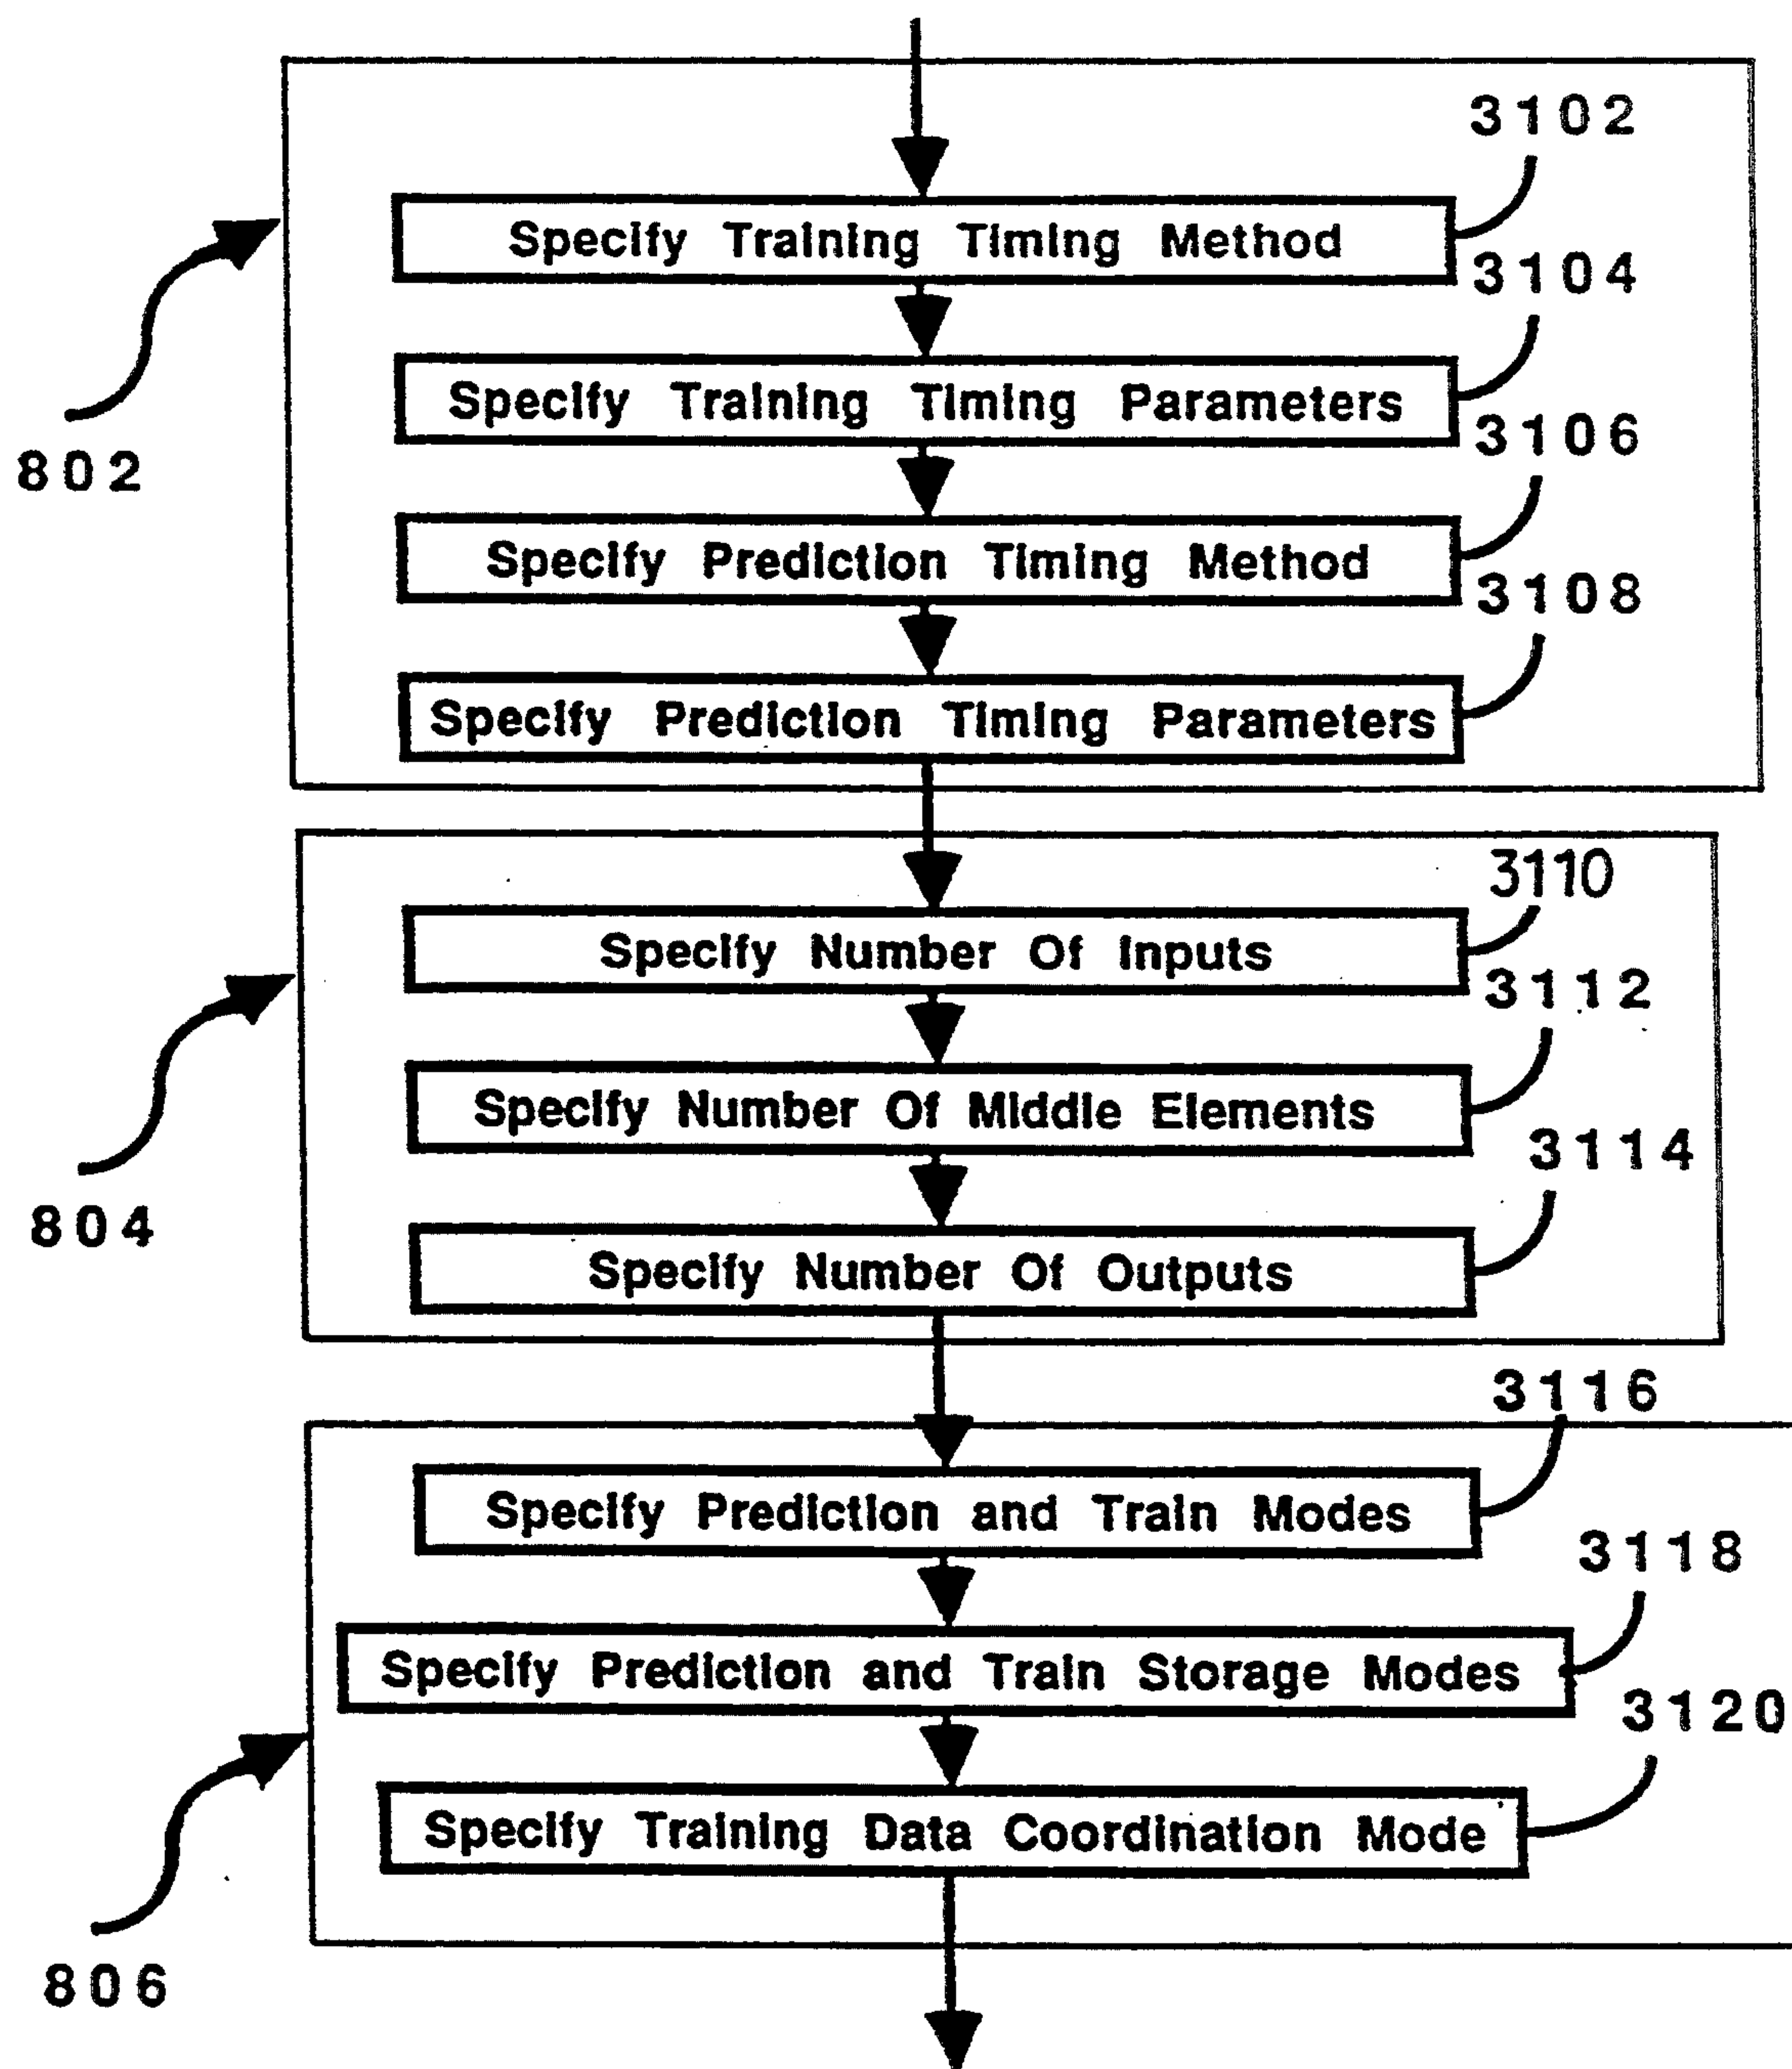 3102
Specify Training Timing Method
3104
Specify Training Timing Parameters
3106
802
Specify Prediction Timing Method
3108
Specify Prediction Timing Parameters
3110
Specify Number Of Inputs
3112
Specify Number Of Middle Elements
3114
804
Specify Number Of Outputs
3116
Specify Prediction and Train Modes
3118
Specify Prediction and Train Storage Modes
3120
Specify Training Data Coordination Mode
806